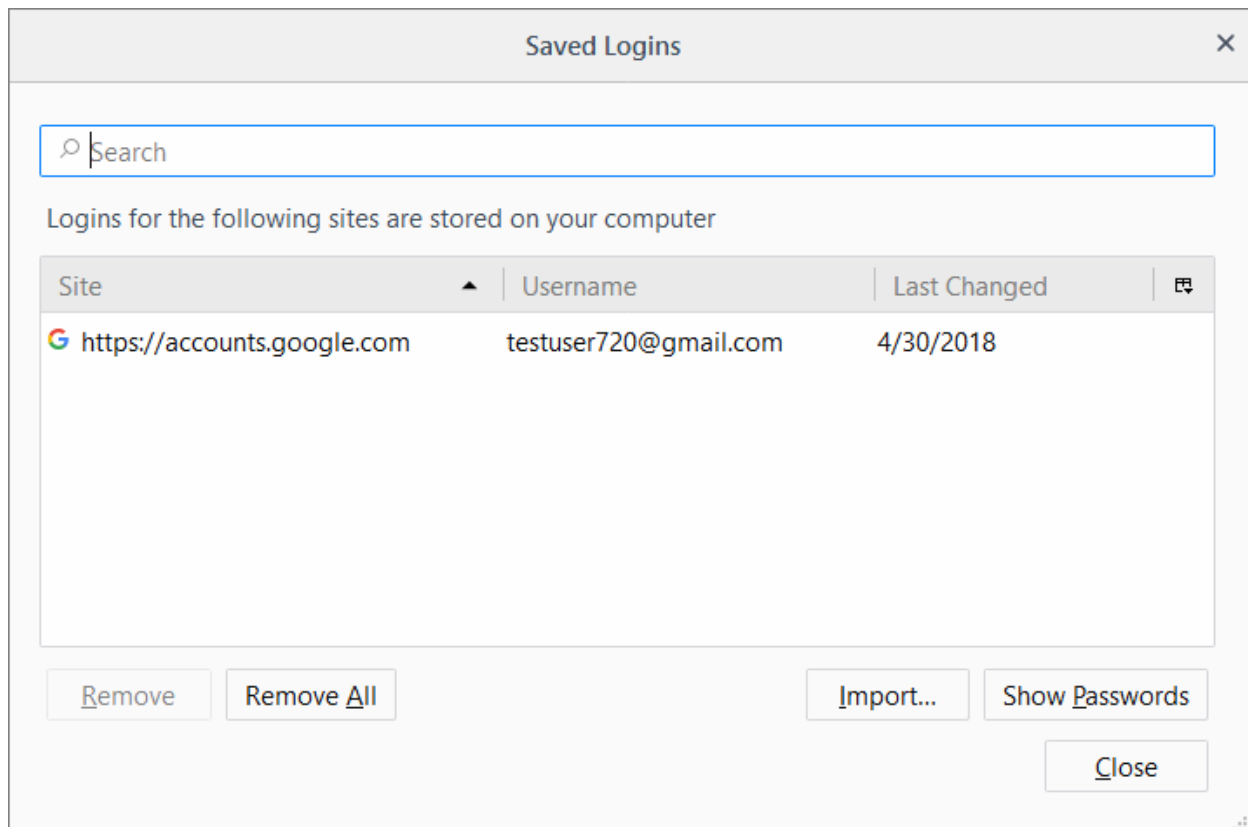 Saved Logins
Search
Logins for the following sites are stored on your computer
Site Username Last Changed
https://accounts.google.com testuser720@gmail.com 4/30/2018
Remove Remove All Import... Show Passwords
Close